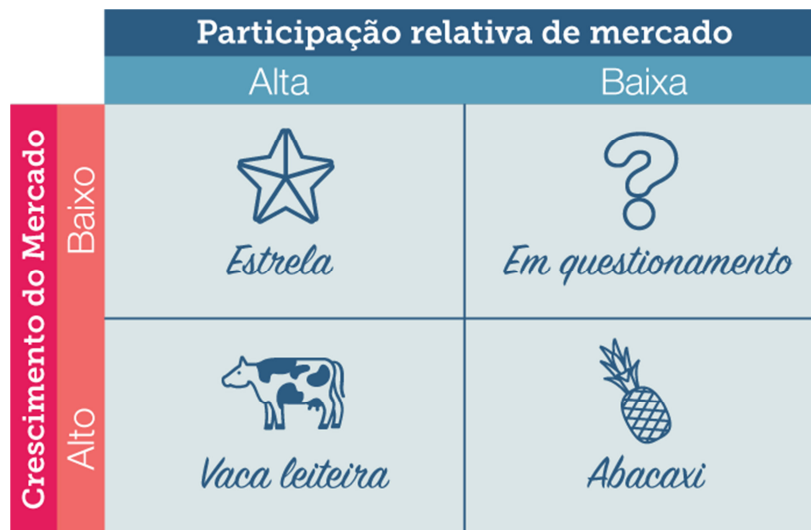 Participação relativa de mercado
Alta
Baixa
Crescimento do Mercado
Baixo
Estrela
Em questionamento
Alto
Vaca leiteira
Abacaxi